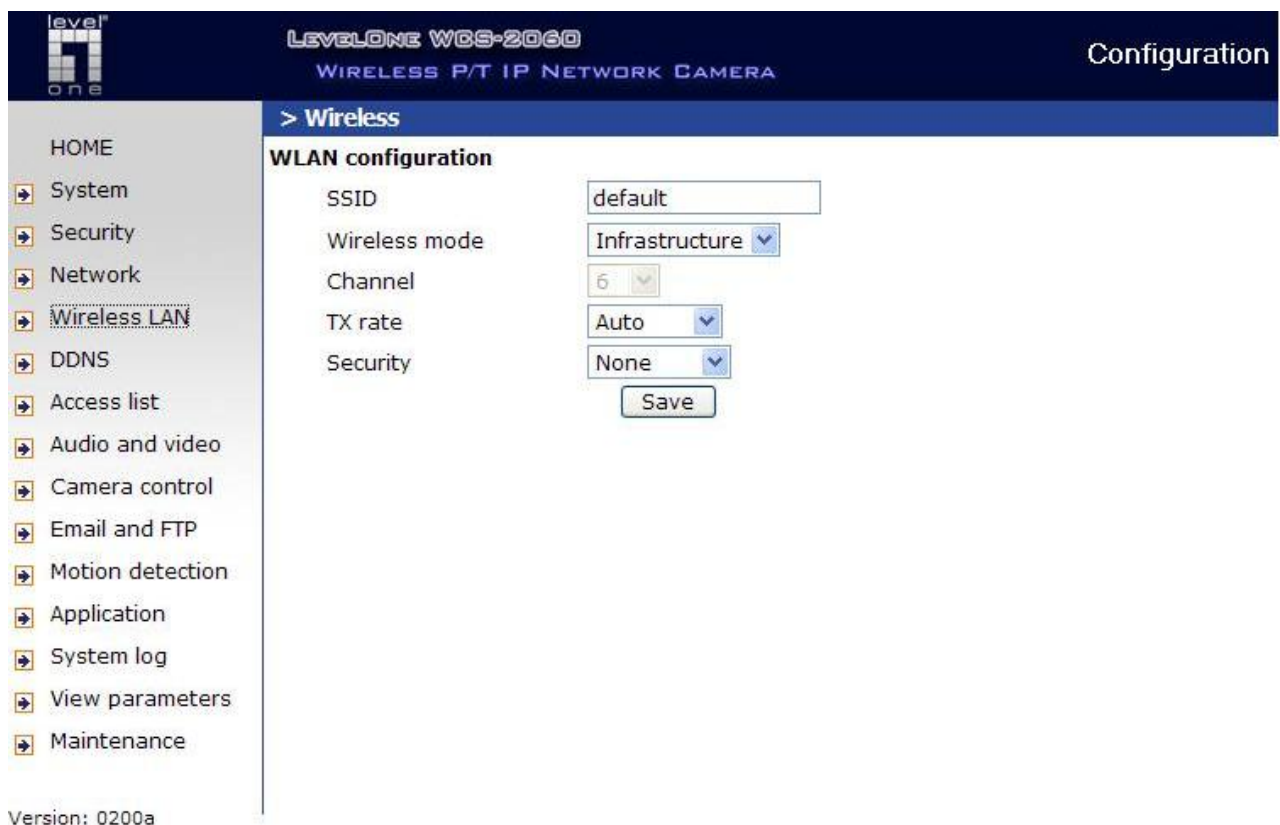 level one
LevelOne WCS-2060
Wireless P/T IP Network Camera
Configuration
> Wireless
HOME
System
Security
Network
Wireless LAN
DDNS
Access list
Audio and video
Camera control
Email and FTP
Motion detection
Application
System log
View parameters
Maintenance
Version: 0200a
WLAN configuration
SSID default
Wireless mode Infrastructure
Channel 6
TX rate Auto
Security None
Save